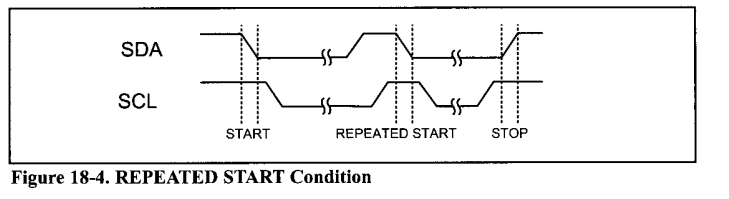 SDA
SCL
START REPEATED START STOP
Figure 18-4. REPEATED START Condition